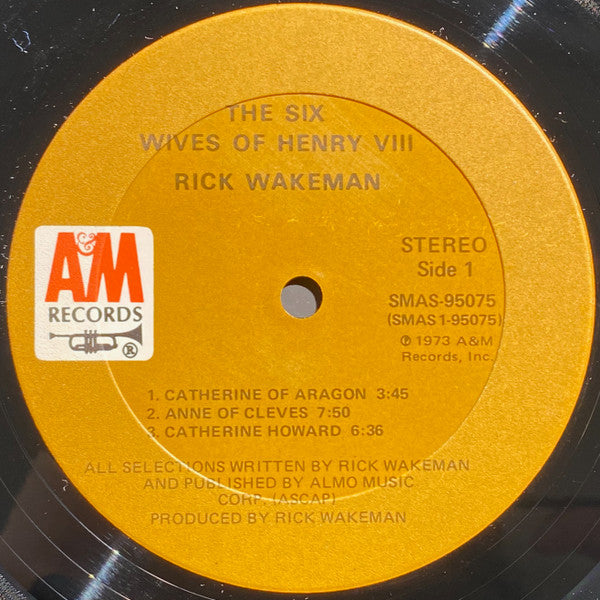 THE SIX
WIVES OF HENRY VIII
RICK WAKEMAN
A&M
RECORDS
®
STEREO
Side 1
SMAS-95075
(SMAS 1-95075)
℗ 1973 A&M
Records, Inc.
1. CATHERINE OF ARAGON 3:45
2. ANNE OF CLEVES 7:50
3. CATHERINE HOWARD 6:36
ALL SELECTIONS WRITTEN BY RICK WAKEMAN
AND PUBLISHED BY ALMO MUSIC
CORP. (ASCAP)
PRODUCED BY RICK WAKEMAN